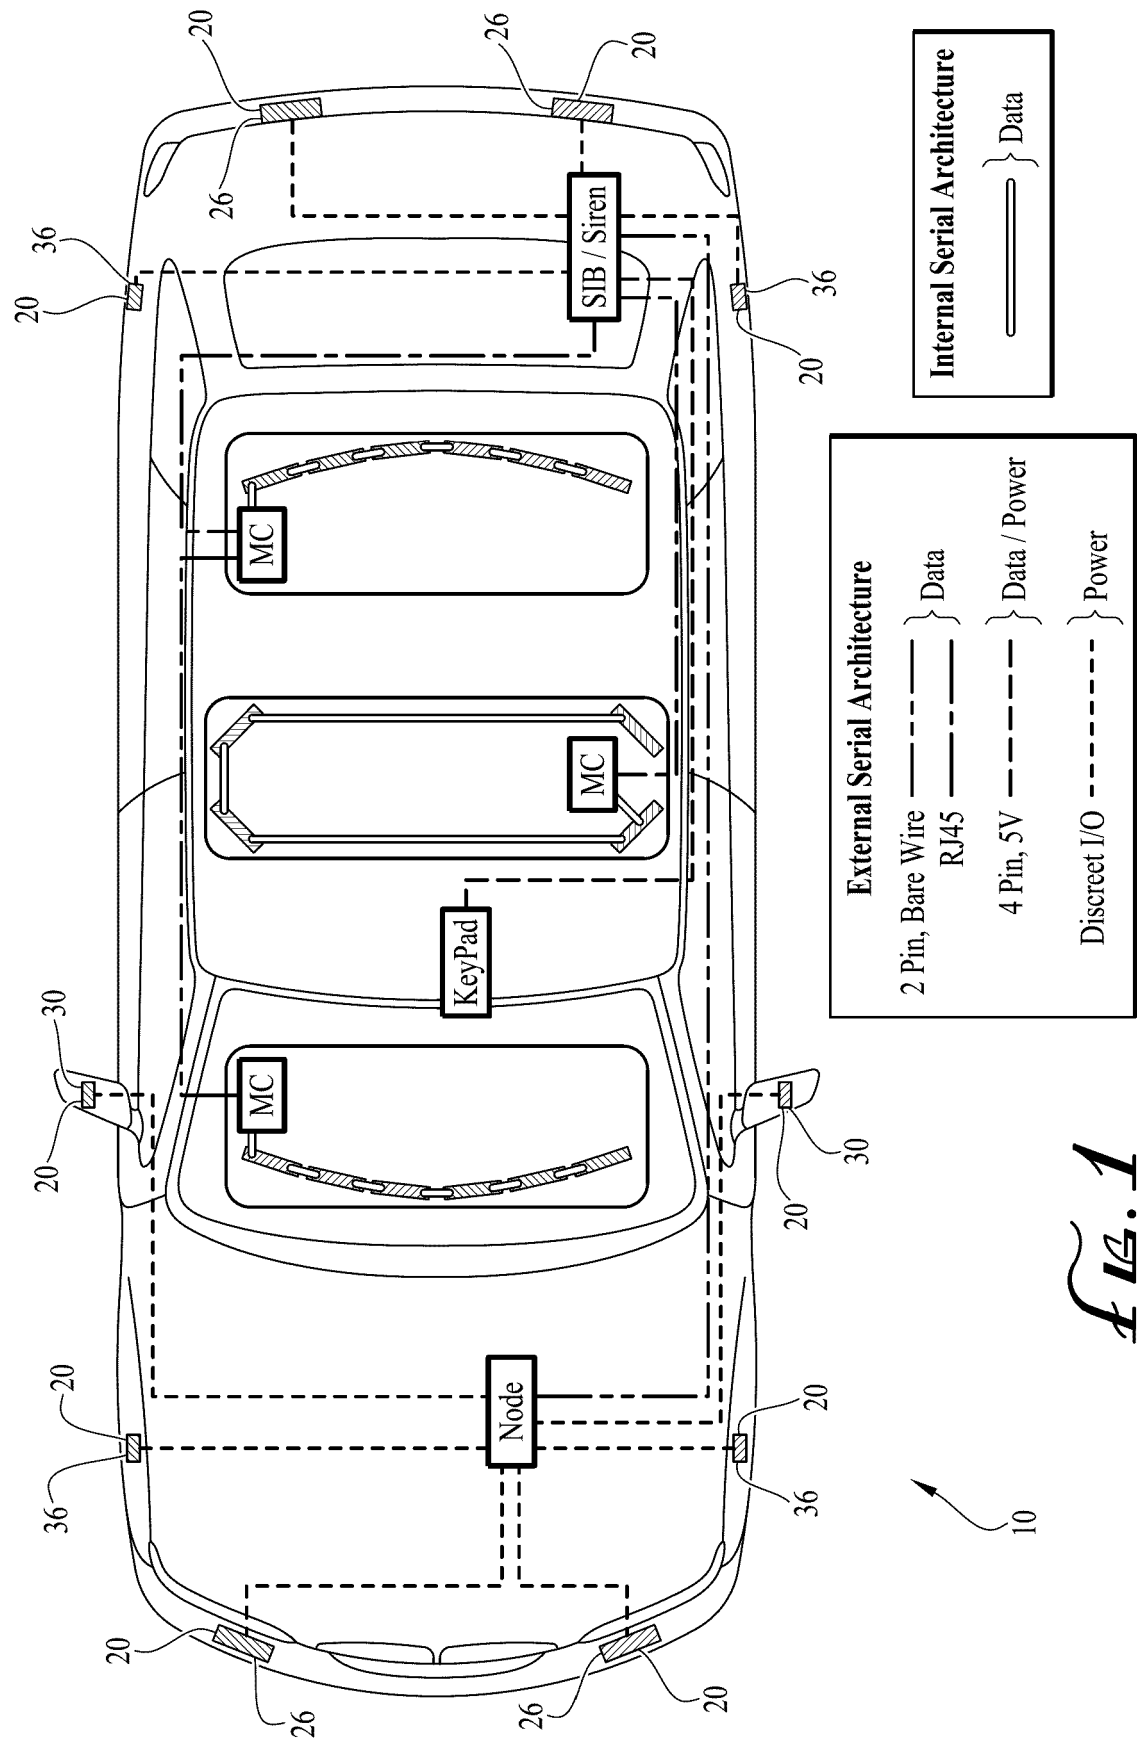 20
26
20
26
36
20
SIB / Siren
36
20
MC
MC
KeyPad
MC
30
20
30
20
Node
20
36
20
36
20
26
26
20
10
Internal Serial Architecture
Data
External Serial Architecture
2 Pin, Bare Wire
RJ45
Data
4 Pin, 5V
Data / Power
Discreet I/O
Power
FIG. 1